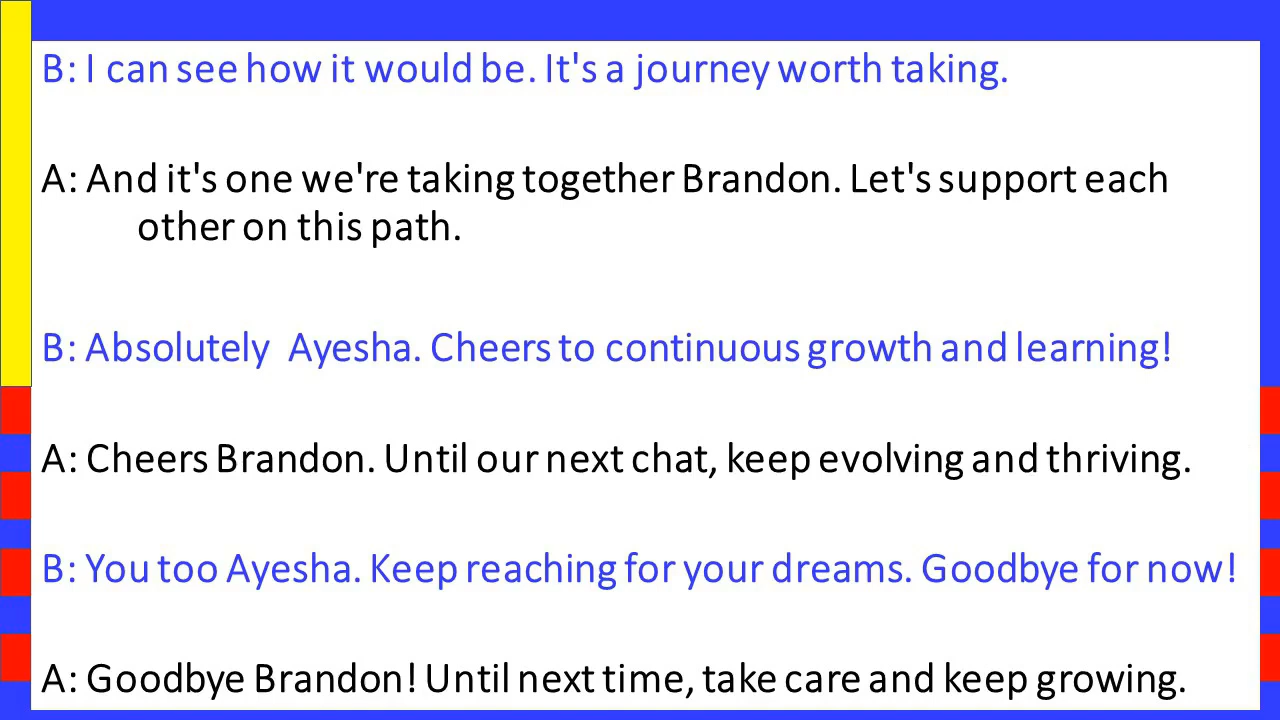 B: I can see how it would be. It's a journey worth taking.
A: And it's one we're taking together Brandon. Let's support each
other on this path.
B: Absolutely  Ayesha. Cheers to continuous growth and learning!
A: Cheers Brandon. Until our next chat, keep evolving and thriving.
B: You too Ayesha. Keep reaching for your dreams. Goodbye for now!
A: Goodbye Brandon! Until next time, take care and keep growing.